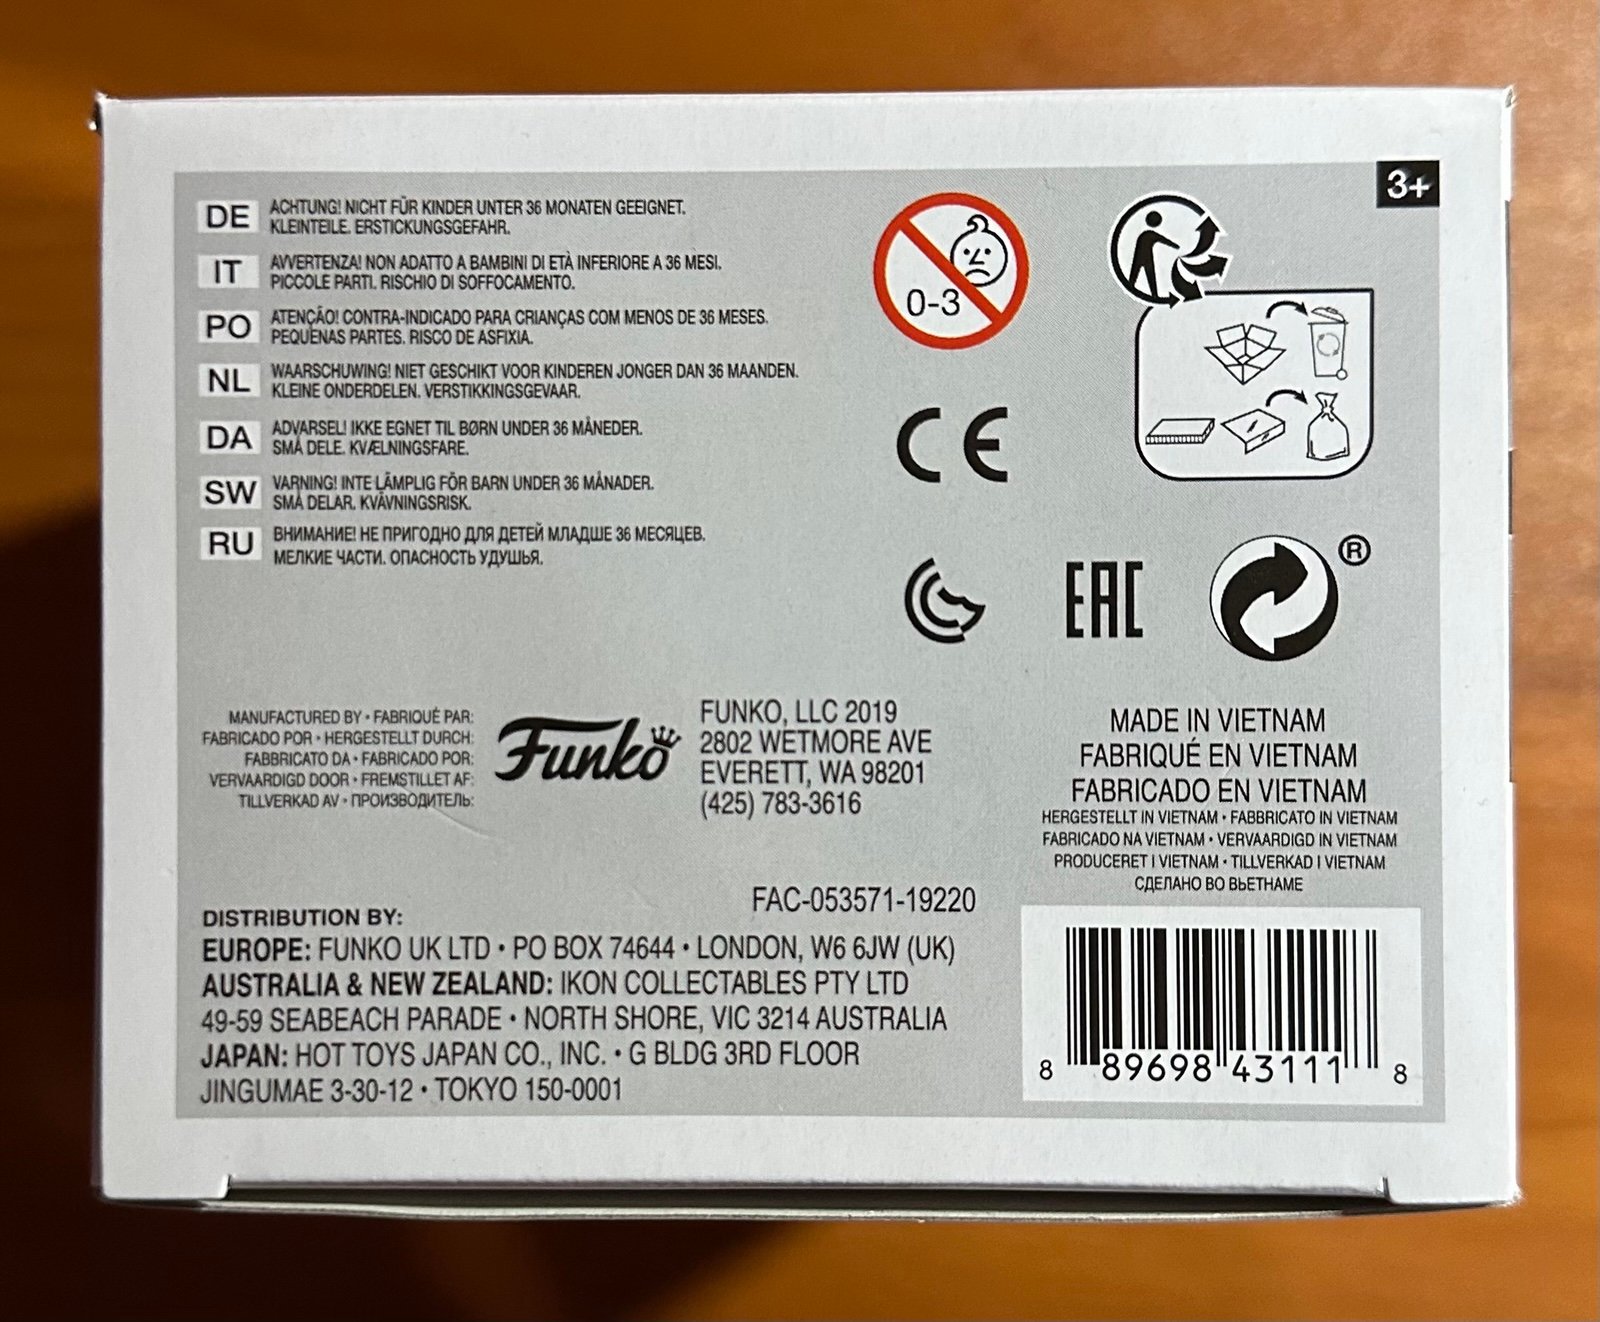 3+
DE ACHTUNG! NICHT FÜR KINDER UNTER 36 MONATEN GEEIGNET.
KLEINTEILE. ERSTICKUNGSGEFAHR.
IT AVVERTENZA! NON ADATTO A BAMBINI DI ETÀ INFERIORE A 36 MESI.
PICCOLE PARTI. RISCHIO DI SOFFOCAMENTO.
PO ATENÇÃO! CONTRA-INDICADO PARA CRIANÇAS COM MENOS DE 36 MESES.
PEQUENAS PARTES. RISCO DE ASFIXIA.
NL WAARSCHUWING! NIET GESCHIKT VOOR KINDEREN JONGER DAN 36 MAANDEN.
KLEINE ONDERDELEN. VERSTIKKINGSGEVAAR.
DA ADVARSEL! IKKE EGNET TIL BØRN UNDER 36 MÅNEDER.
SMÅ DELE. KVÆLNINGSFARE.
SW VARNING! INTE LÄMPLIG FÖR BARN UNDER 36 MÅNADER.
SMÅ DELAR. KVÄVNINGSRISK.
RU ВНИМАНИЕ! НЕ ПРИГОДНО ДЛЯ ДЕТЕЙ МЛАДШЕ 36 МЕСЯЦЕВ.
МЕЛКИЕ ЧАСТИ. ОПАСНОСТЬ УДУШЬЯ.
0-3
CE
EAC
®
MANUFACTURED BY • FABRIQUÉ PAR:
FABRICADO POR • HERGESTELLT DURCH:
FABBRICATO DA • FABRICADO POR:
VERVAARDIGD DOOR • FREMSTILLET AF:
TILLVERKAD AV • ПРОИЗВОДИТЕЛЬ:
Funko
FUNKO, LLC 2019
2802 WETMORE AVE
EVERETT, WA 98201
(425) 783-3616
MADE IN VIETNAM
FABRIQUÉ EN VIETNAM
FABRICADO EN VIETNAM
HERGESTELLT IN VIETNAM • FABBRICATO IN VIETNAM
FABRICADO NA VIETNAM • VERVAARDIGD IN VIETNAM
PRODUCERET I VIETNAM • TILLVERKAD I VIETNAM
СДЕЛАНО ВО ВЬЕТНАМЕ
FAC-053571-19220
DISTRIBUTION BY:
EUROPE: FUNKO UK LTD • PO BOX 74644 • LONDON, W6 6JW (UK)
AUSTRALIA & NEW ZEALAND: IKON COLLECTABLES PTY LTD
49-59 SEABEACH PARADE • NORTH SHORE, VIC 3214 AUSTRALIA
JAPAN: HOT TOYS JAPAN CO., INC. • G BLDG 3RD FLOOR
JINGUMAE 3-30-12 • TOKYO 150-0001
8 89698 43111 8